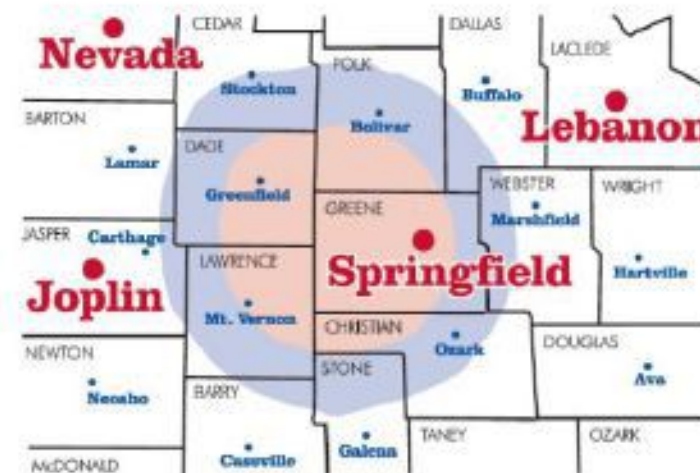 CEDAR
DALLAS
LACLEDE
Nevada
POLK
Stockton
Buffalo
Bolivar
Lebanon
BARTON
DADE
Lamar
WEBSTER
WRIGHT
Greenfield
GREENE
Marshfield
JASPER
Carthage
LAWRENCE
Springfield
Hartville
Joplin
Mt. Vernon
CHRISTIAN
Ozark
DOUGLAS
NEWTON
STONE
Ava
Neosho
BARRY
TANEY
OZARK
Galena
Cassville
McDONALD